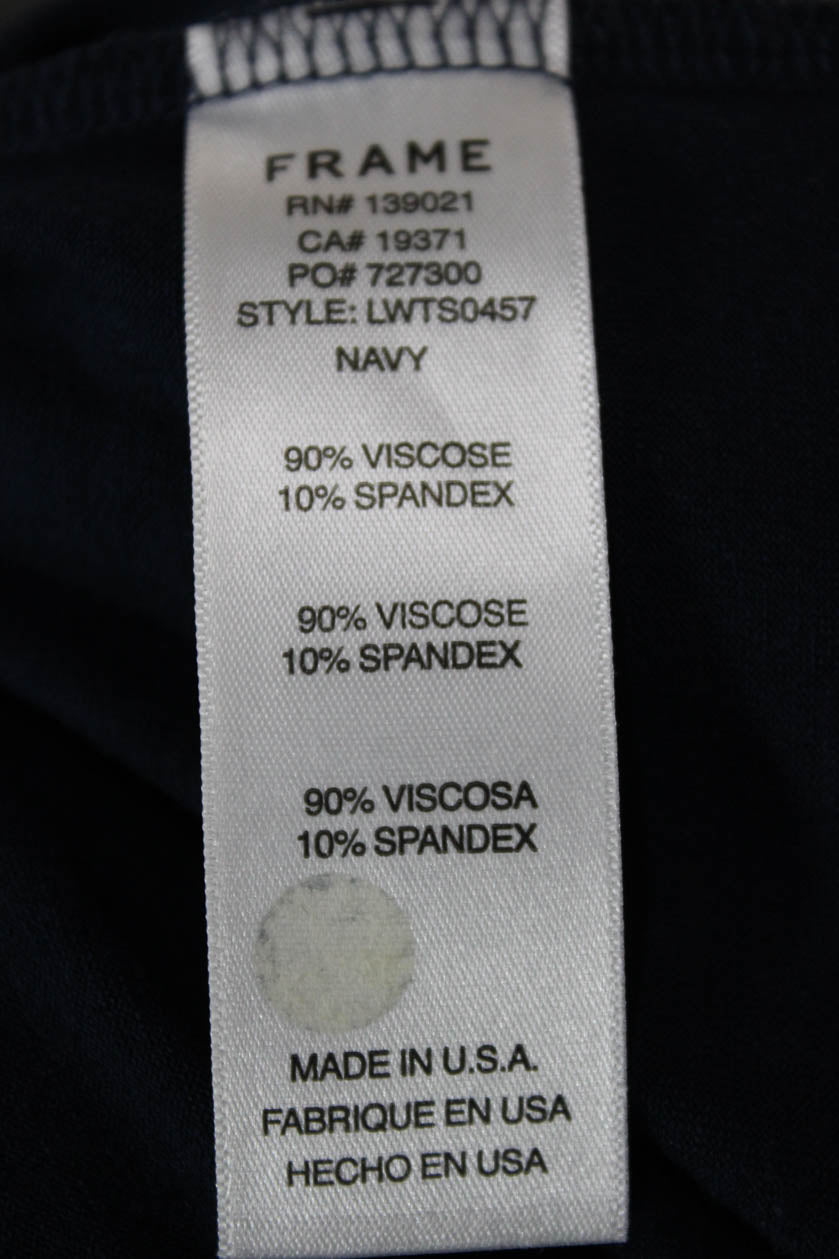 FRAME
RN# 139021
CA# 19371
PO# 727300
STYLE: LWTS0457
NAVY
90% VISCOSE
10% SPANDEX
90% VISCOSE
10% SPANDEX
90% VISCOSA
10% SPANDEX
MADE IN U.S.A.
FABRIQUE EN USA
HECHO EN USA